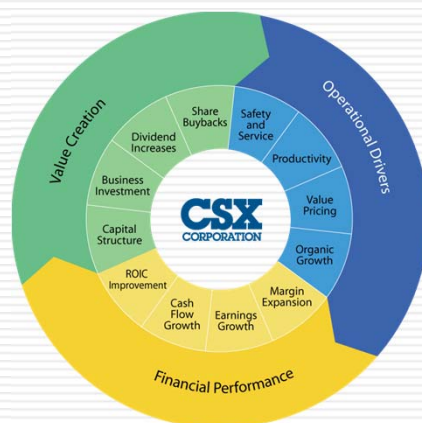 Value Creation
Operational Drivers
Financial Performance
Share
Buybacks
Safety
and
Service
Productivity
Value
Pricing
Organic
Growth
Margin
Expansion
Earnings
Growth
Cash
Flow
Growth
ROIC
Improvement
Capital
Structure
Business
Investment
Dividend
Increases
CSX
CORPORATION